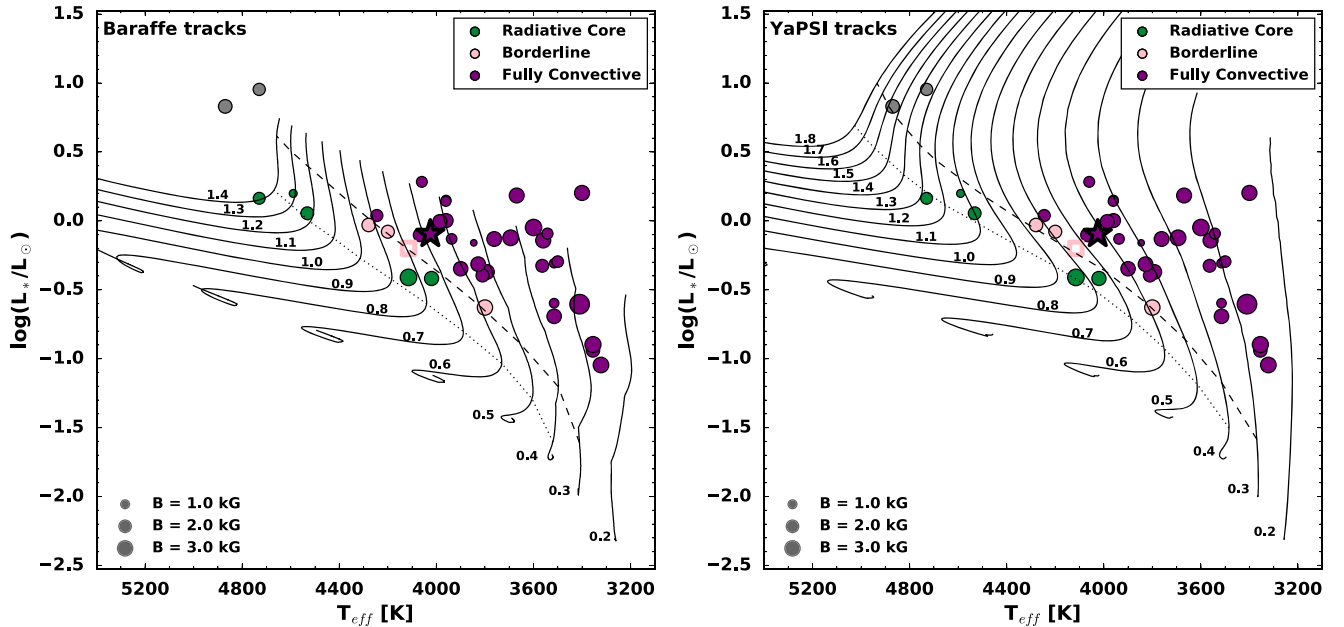 Baraffe tracks
Radiative Core
Borderline
Fully Convective
1.5
1.0
0.5
0.0
−0.5
−1.0
−1.5
−2.0
−2.5
log(L*/L☉)
1.4
1.3
1.2
1.1
1.0
0.9
0.8
0.7
0.6
0.5
0.4
0.3
0.2
B = 1.0 kG
B = 2.0 kG
B = 3.0 kG
5200 4800 4400 4000 3600 3200
T_eff [K]
YaPSI tracks
Radiative Core
Borderline
Fully Convective
1.5
1.0
0.5
0.0
−0.5
−1.0
−1.5
−2.0
−2.5
log(L*/L☉)
1.8
1.7
1.6
1.5
1.4
1.3
1.2
1.1
1.0
0.9
0.8
0.7
0.6
0.5
0.4
0.3
0.2
B = 1.0 kG
B = 2.0 kG
B = 3.0 kG
5200 4800 4400 4000 3600 3200
T_eff [K]